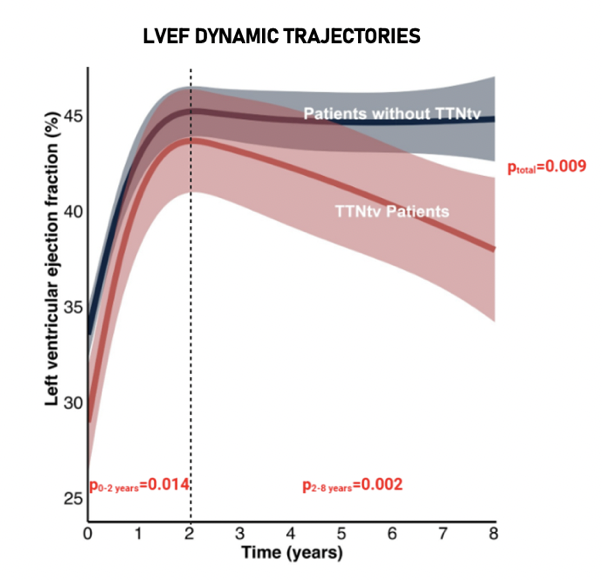 LVEF DYNAMIC TRAJECTORIES
Left ventricular ejection fraction (%)
45
40
35
30
25
Patients without TTNtv
TTNtv Patients
ptotal=0.009
p0-2 years=0.014
p2-8 years=0.002
0 1 2 3 4 5 6 7 8
Time (years)